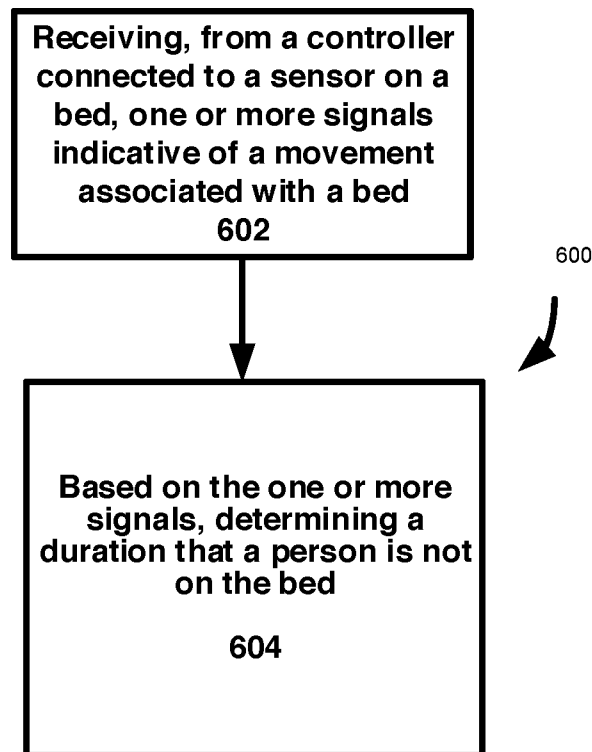 Receiving, from a controller
connected to a sensor on a
bed, one or more signals
indicative of a movement
associated with a bed
602
600
Based on the one or more
signals, determining a
duration that a person is not
on the bed
604